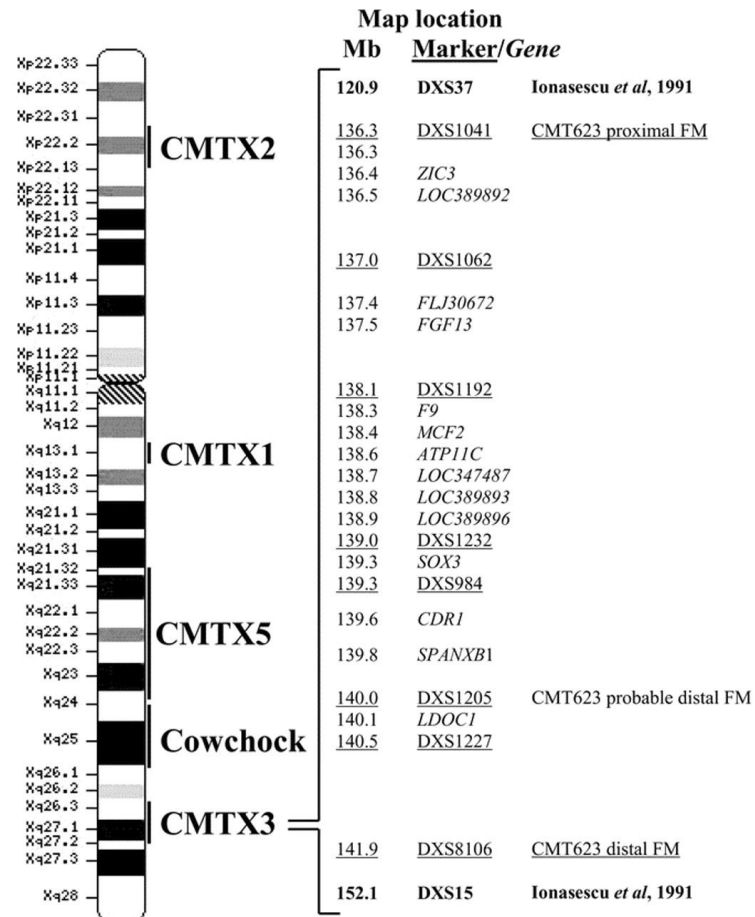 Map location
Mb Marker/Gene
Xp22.33
Xp22.32
Xp22.31
Xp22.2
Xp22.13
Xp22.12
Xp22.11
Xp21.3
Xp21.2
Xp21.1
Xp11.4
Xp11.3
Xp11.23
Xp11.22
Xp11.21
Xp11.1
Xq11.1
Xq11.2
Xq12
Xq13.1
Xq13.2
Xq13.3
Xq21.1
Xq21.2
Xq21.31
Xq21.32
Xq21.33
Xq22.1
Xq22.2
Xq22.3
Xq23
Xq24
Xq25
Xq26.1
Xq26.2
Xq26.3
Xq27.1
Xq27.2
Xq27.3
Xq28
CMTX2
CMTX1
CMTX5
Cowchock
CMTX3
120.9 DXS37 Ionasescu et al, 1991
136.3 DXS1041 CMT623 proximal FM
136.3
136.4 ZIC3
136.5 LOC389892
137.0 DXS1062
137.4 FLJ30672
137.5 FGF13
138.1 DXS1192
138.3 F9
138.4 MCF2
138.6 ATP11C
138.7 LOC347487
138.8 LOC389893
138.9 LOC389896
139.0 DXS1232
139.3 SOX3
139.3 DXS984
139.6 CDR1
139.8 SPANXB1
140.0 DXS1205 CMT623 probable distal FM
140.1 LDOC1
140.5 DXS1227
141.9 DXS8106 CMT623 distal FM
152.1 DXS15 Ionasescu et al, 1991